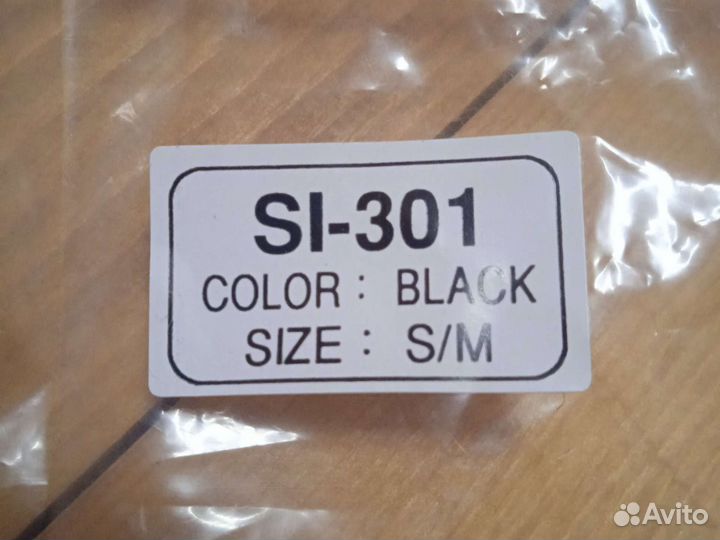 SI-301
COLOR : BLACK
SIZE : S/M
Avito